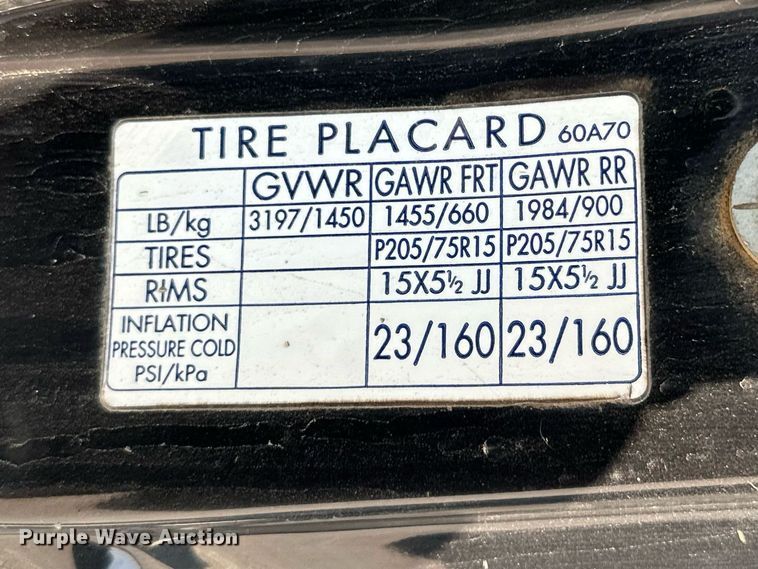 TIRE PLACARD 60A70
GVWR GAWR FRT GAWR RR
LB/kg 3197/1450 1455/660 1984/900
TIRES P205/75R15 P205/75R15
RIMS 15X5½ JJ 15X5½ JJ
INFLATION
PRESSURE COLD 23/160 23/160
PSI/kPa
Purple Wave Auction